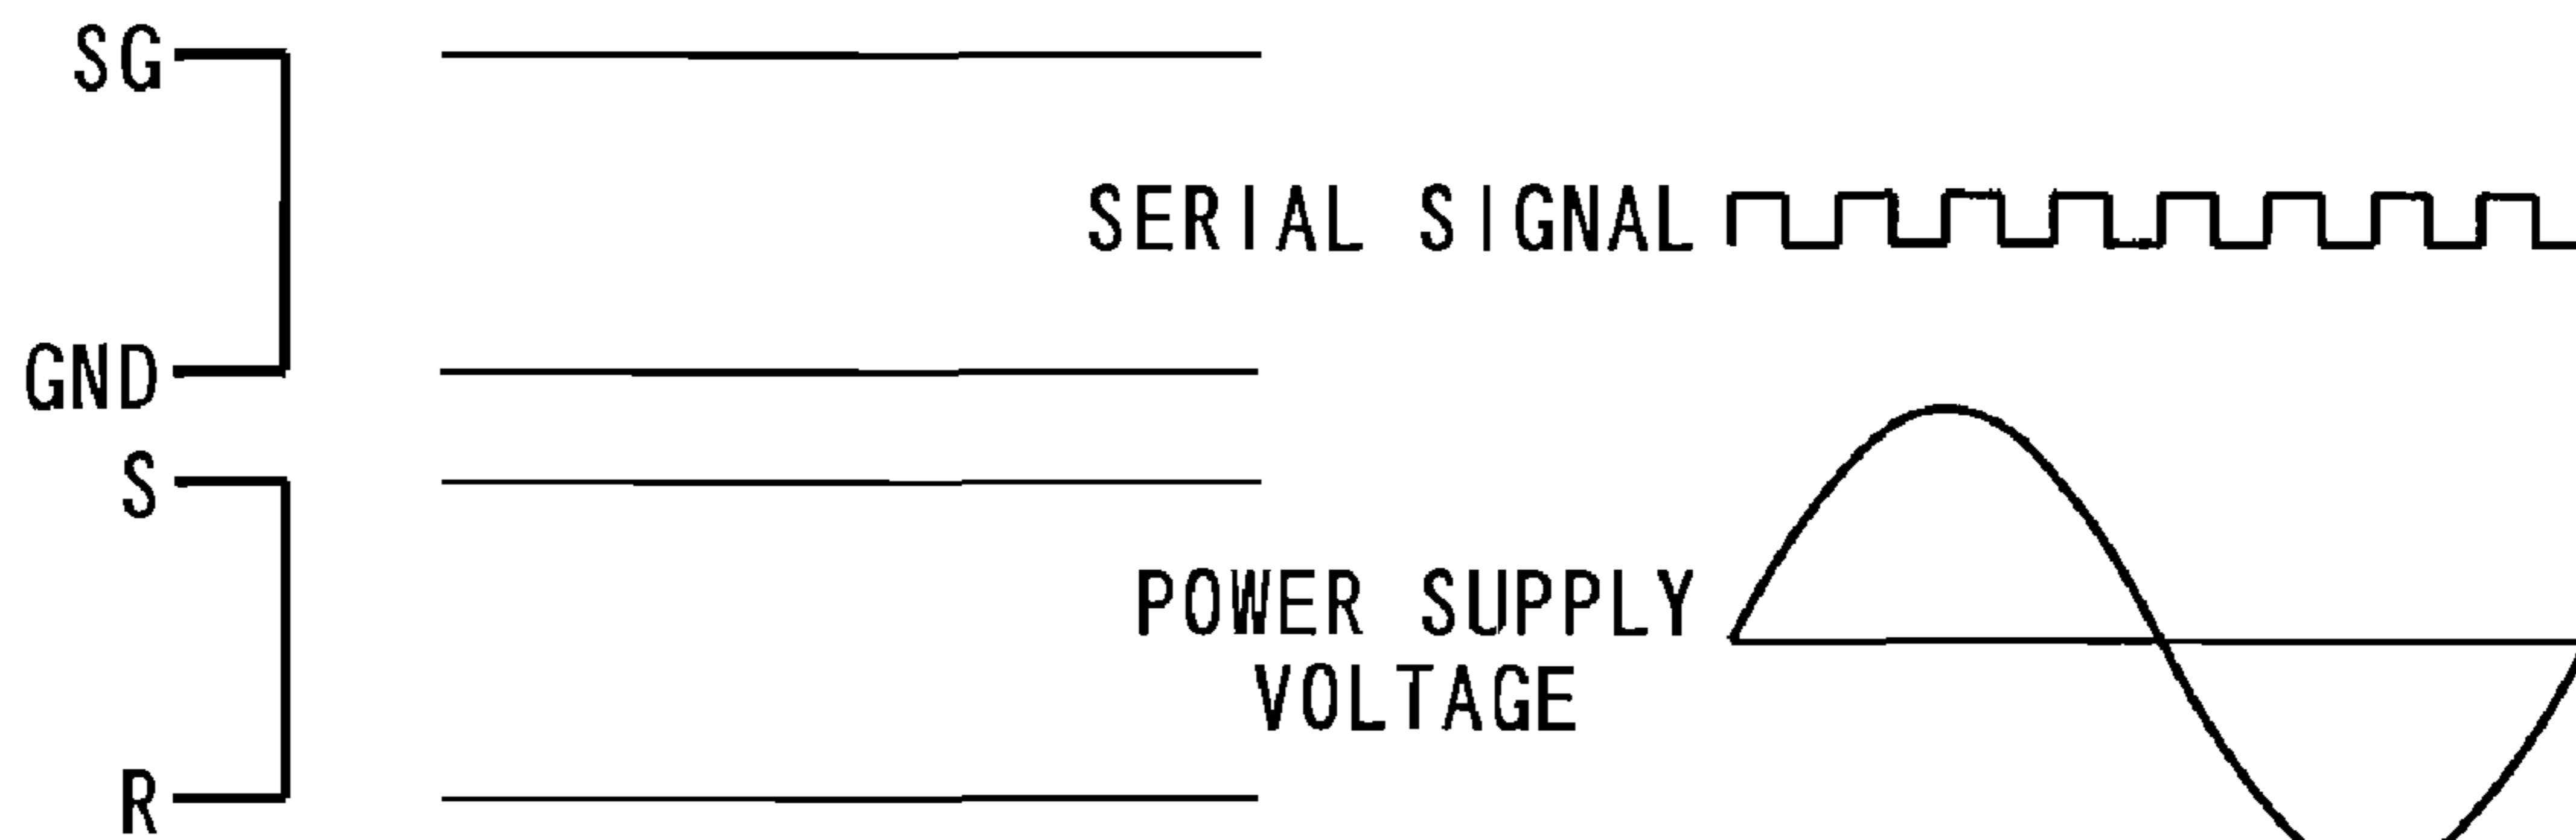 SG
SERIAL SIGNAL
GND
S
POWER SUPPLY
VOLTAGE
R